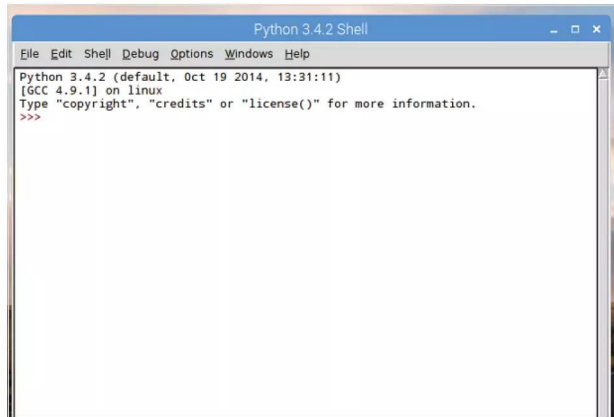 Python 3.4.2 Shell
File Edit Shell Debug Options Windows Help
Python 3.4.2 (default, Oct 19 2014, 13:31:11)
[GCC 4.9.1] on linux
Type "copyright", "credits" or "license()" for more information.
>>>